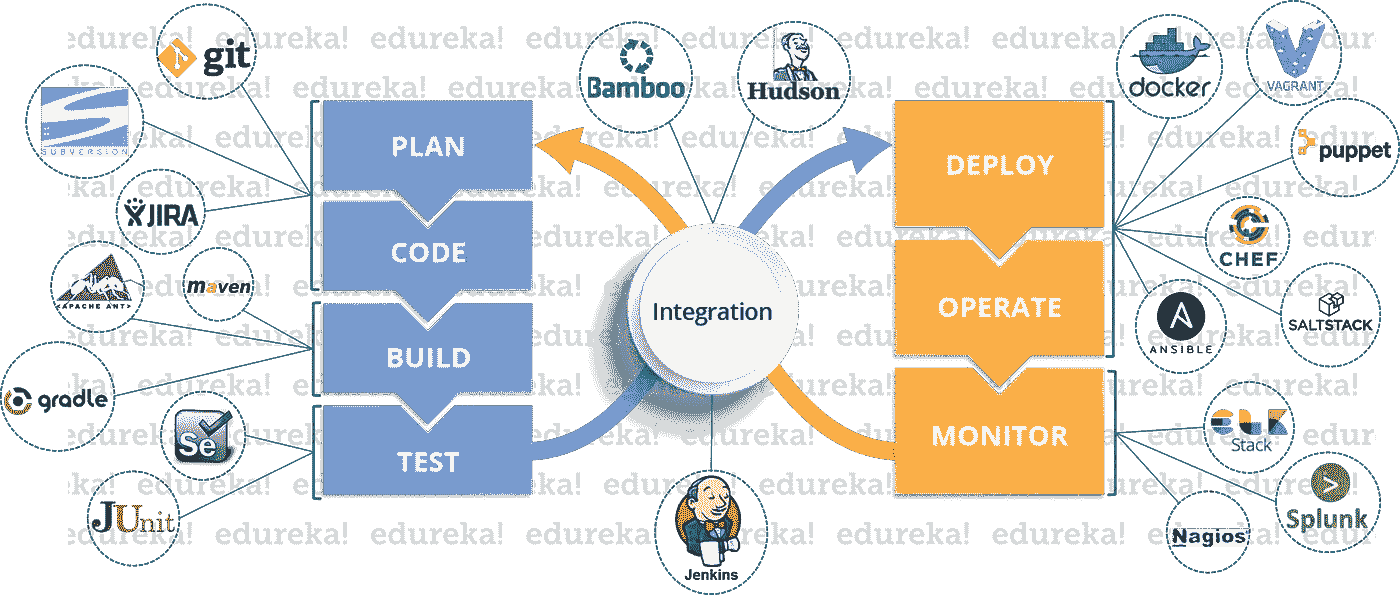 edureka!
git
SUBVERSION
JIRA
APACHE ANT
maven
gradle
Se
JUnit
PLAN
CODE
BUILD
TEST
Bamboo
Hudson
Integration
Jenkins
DEPLOY
OPERATE
MONITOR
docker
VAGRANT
puppet
CHEF
ANSIBLE
SALTSTACK
ELK
Stack
Splunk
Nagios